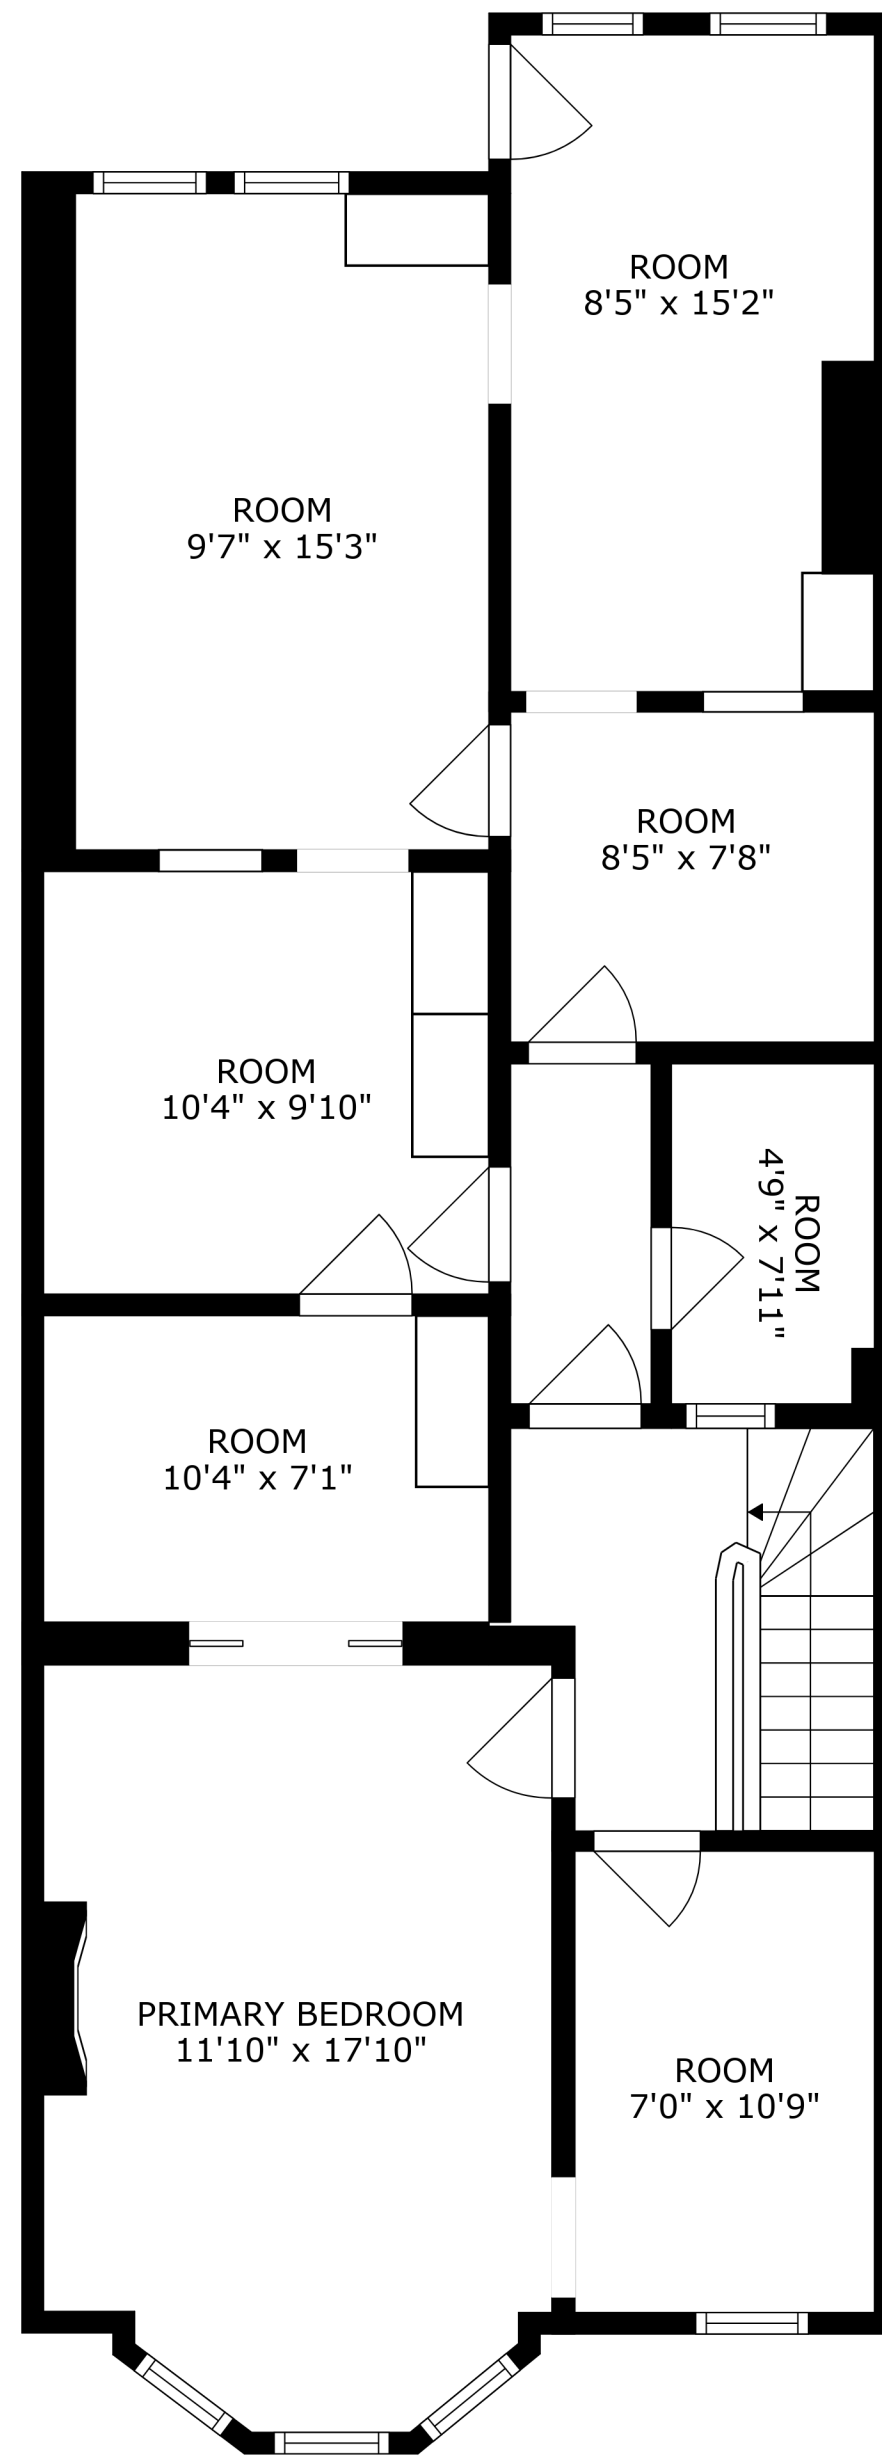 ROOM
8'5" x 15'2"
ROOM
9'7" x 15'3"
ROOM
8'5" x 7'8"
ROOM
10'4" x 9'10"
ROOM
4'9" x 7'11"
ROOM
10'4" x 7'1"
PRIMARY BEDROOM
11'10" x 17'10"
ROOM
7'0" x 10'9"